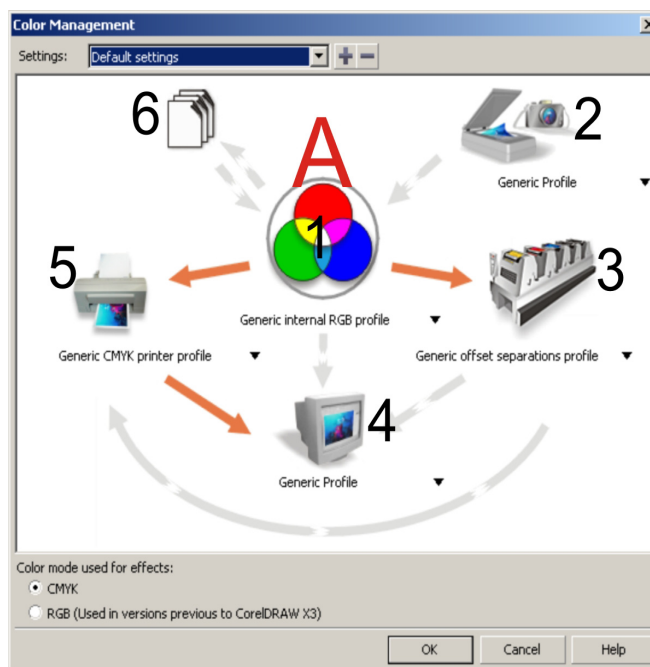 Color Management
Settings: Default settings
6
A
2
Generic Profile
1
5
3
Generic internal RGB profile
Generic CMYK printer profile
Generic offset separations profile
4
Generic Profile
Color mode used for effects:
CMYK
RGB (Used in versions previous to CorelDRAW X3)
OK Cancel Help